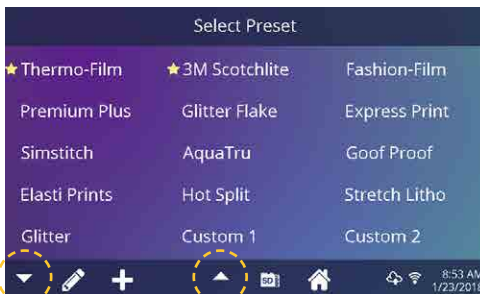 Select Preset
Thermo-Film 3M Scotchlite Fashion-Film
Premium Plus Glitter Flake Express Print
Simstitch AquaTru Goof Proof
Elasti Prints Hot Split Stretch Litho
Glitter Custom 1 Custom 2
SD 8:53 AM
1/23/2018